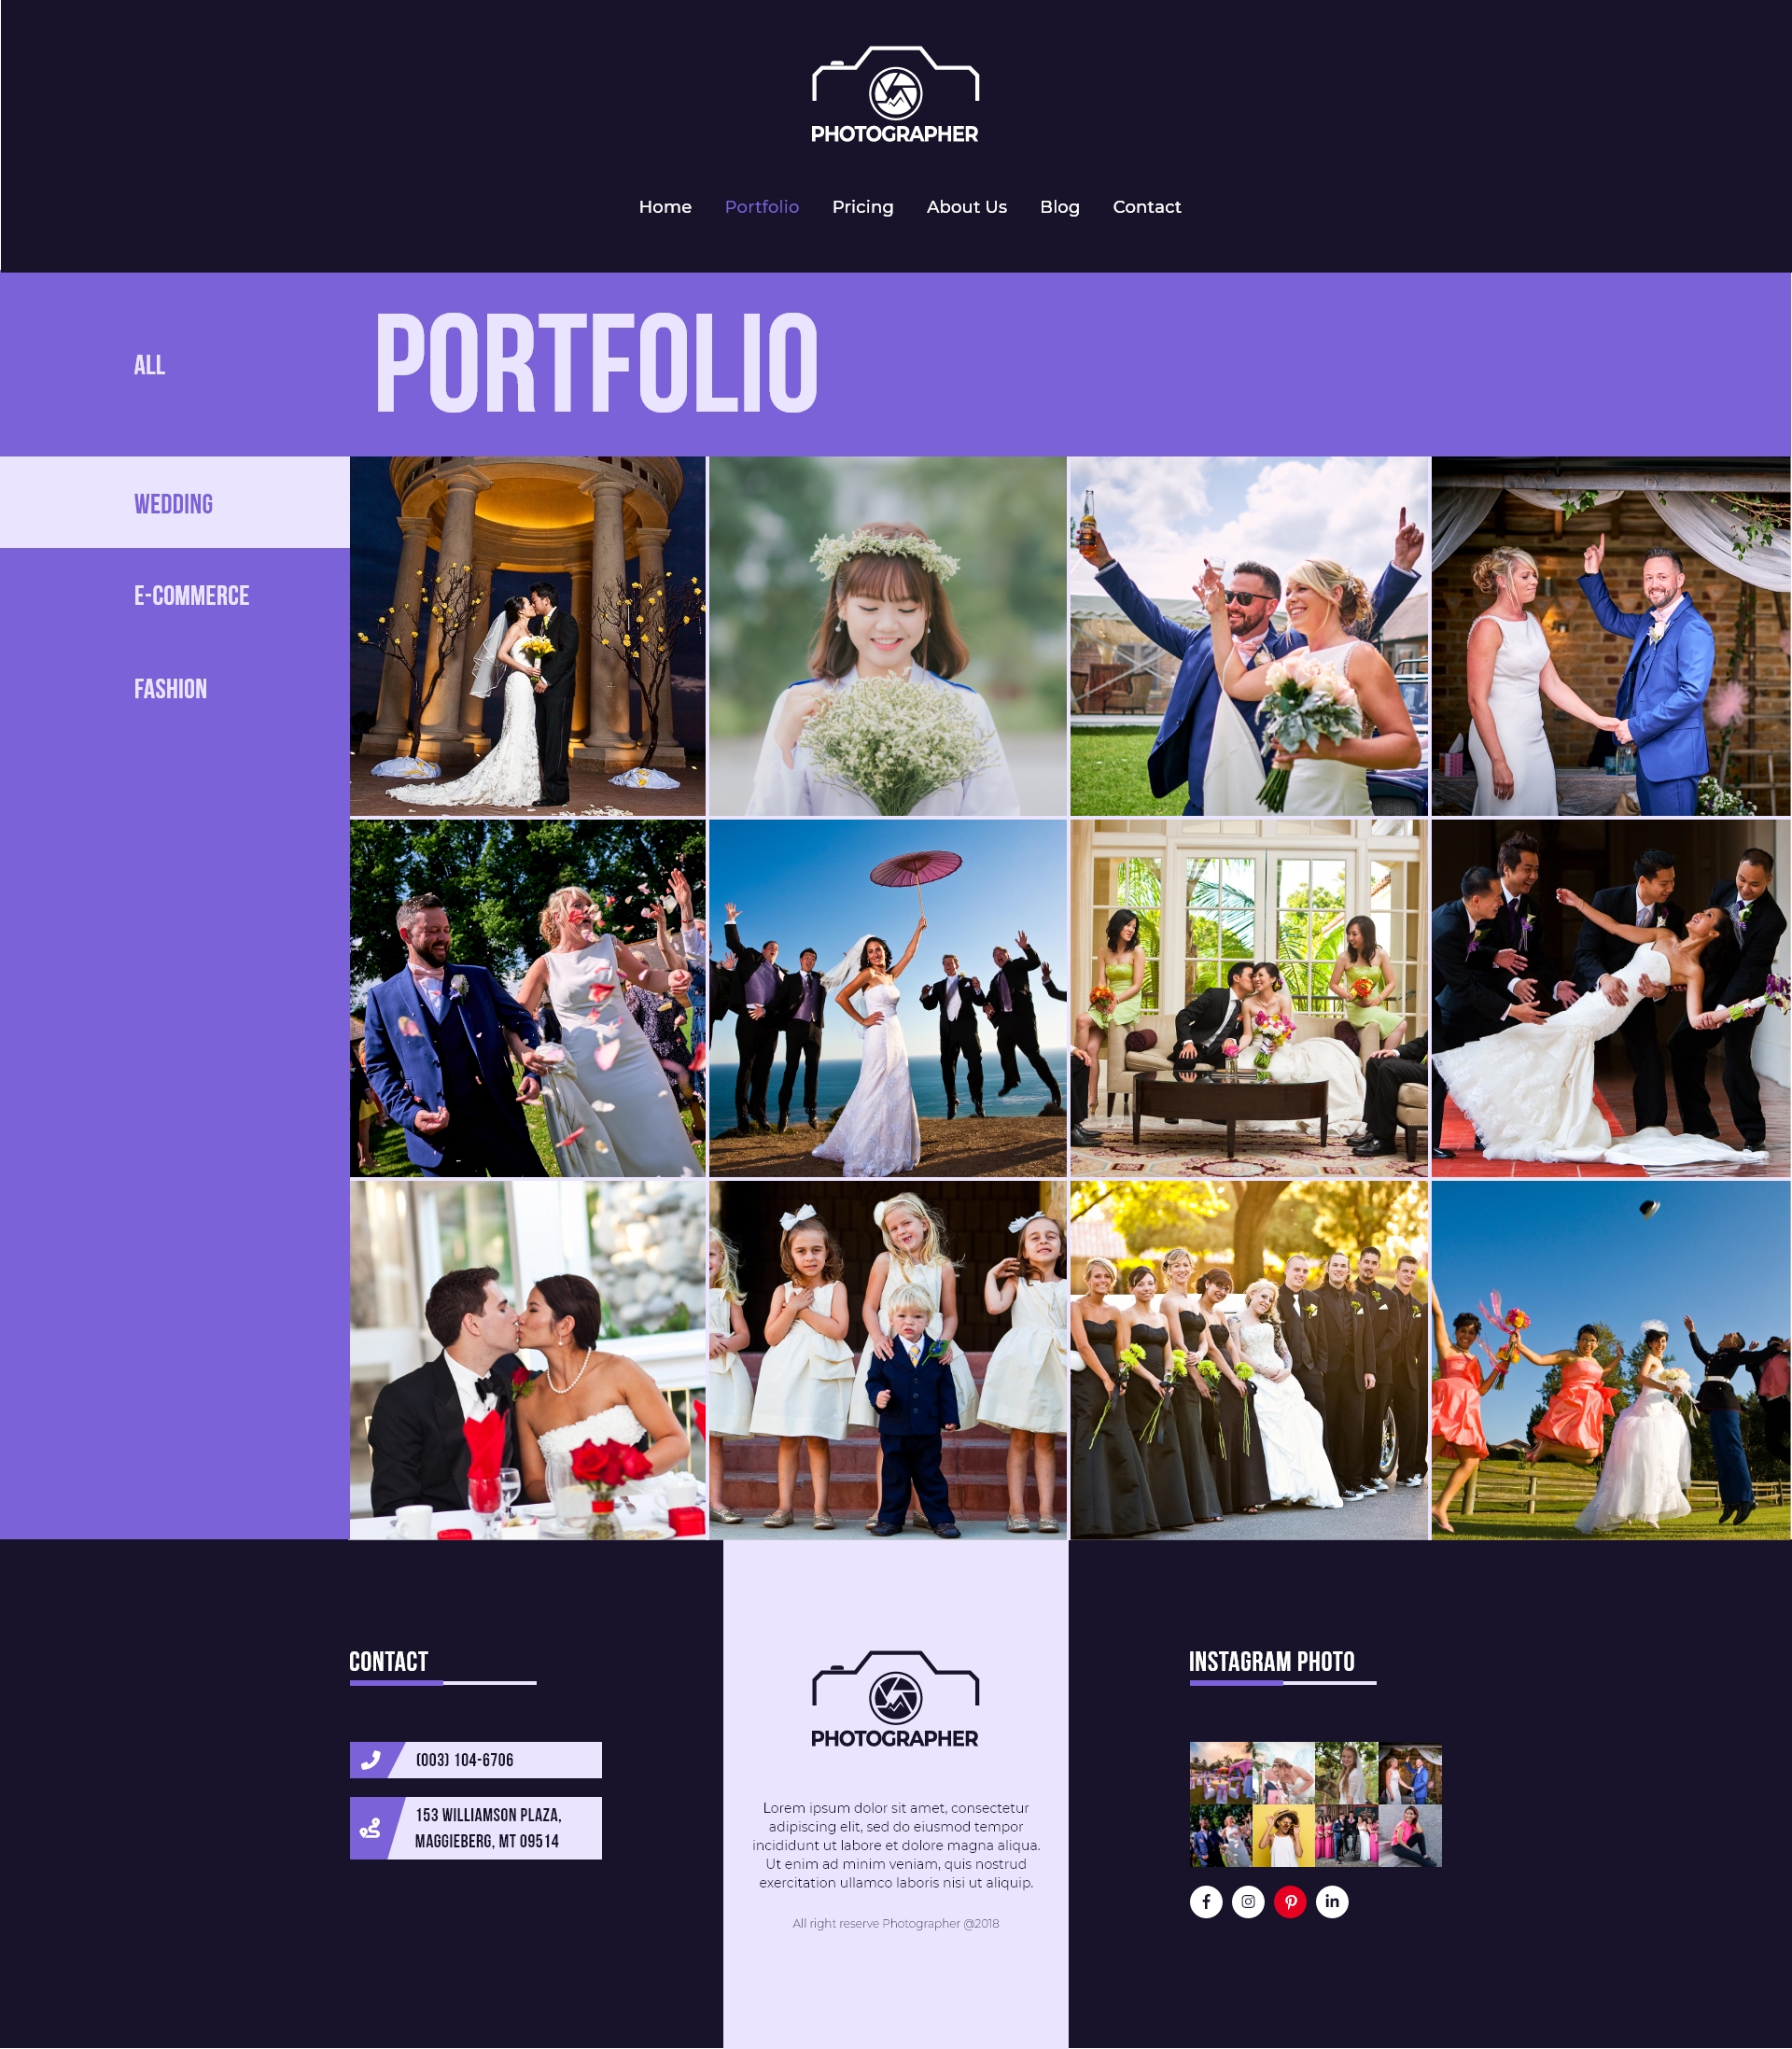 PHOTOGRAPHER
Home Portfolio Pricing About Us Blog Contact
PORTFOLIO
ALL
WEDDING
E-COMMERCE
FASHION
CONTACT
(003) 104-6706
153 WILLIAMSON PLAZA,
MAGGIEBERG, MT 09514
PHOTOGRAPHER
Lorem ipsum dolor sit amet, consectetur
adipiscing elit, sed do eiusmod tempor
incididunt ut labore et dolore magna aliqua.
Ut enim ad minim veniam, quis nostrud
exercitation ullamco laboris nisi ut aliquip.
All right reserve Photographer @2018
INSTAGRAM PHOTO